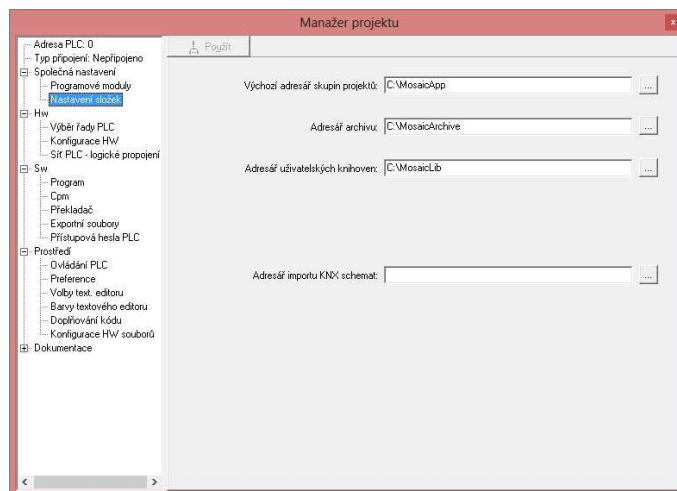 Manažer projektu
x
Adresa PLC: 0
Typ připojení: Nepřipojeno
Společná nastavení
Programové moduly
Nastavení složek
Hw
Výběr řady PLC
Konfigurace HW
Síť PLC - logické propojení
Sw
Program
Cpm
Překladač
Exportní soubory
Přístupová hesla PLC
Prostředí
Ovládání PLC
Preference
Volby text. editoru
Barvy textového editoru
Doplňování kódu
Konfigurace HW souborů
Dokumentace
Použít
Výchozí adresář skupin projektů: C:\MosaicApp ...
Adresář archivu: C:\MosaicArchive ...
Adresář uživatelských knihoven: C:\MosaicLib ...
Adresář importu KNX schemat: ...